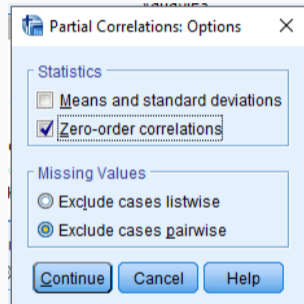 Partial Correlations: Options
Statistics
Means and standard deviations
Zero-order correlations
Missing Values
Exclude cases listwise
Exclude cases pairwise
Continue Cancel Help